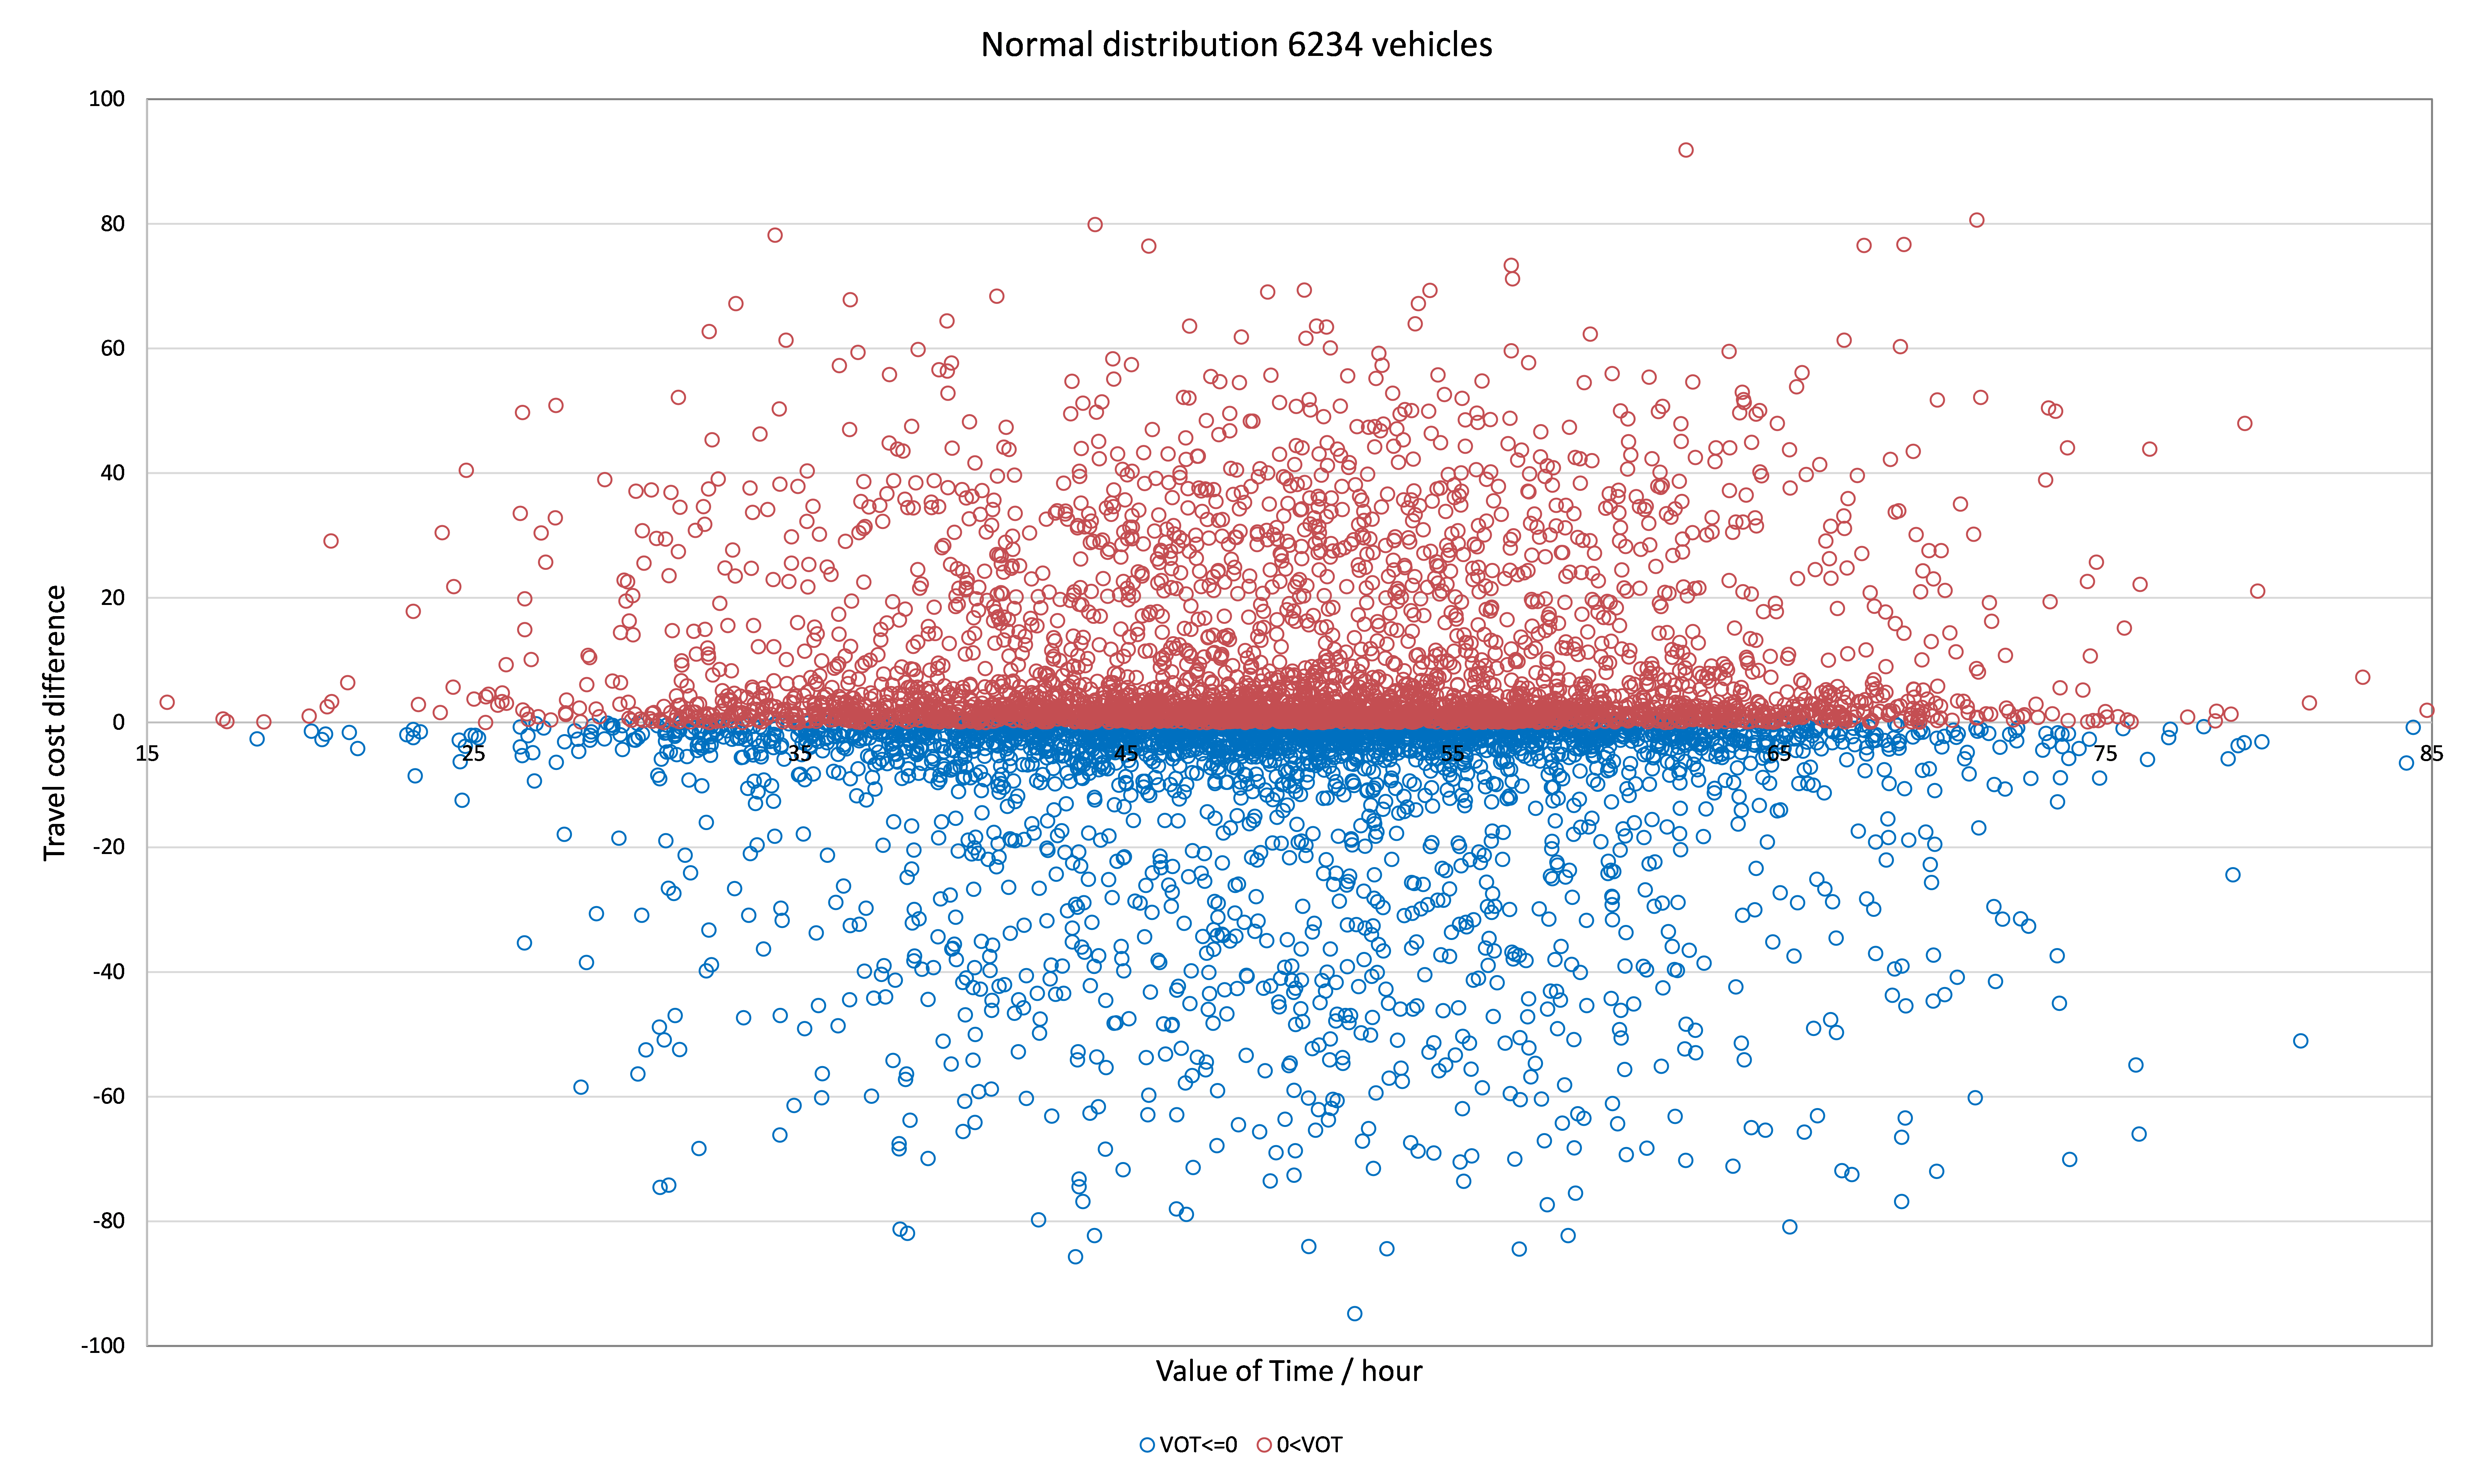 Normal distribution 6234 vehicles
100
80
60
40
20
0
-20
-40
-60
-80
-100
15 25 35 45 55 65 75 85
Travel cost difference
Value of Time / hour
VOT<=0 0<VOT